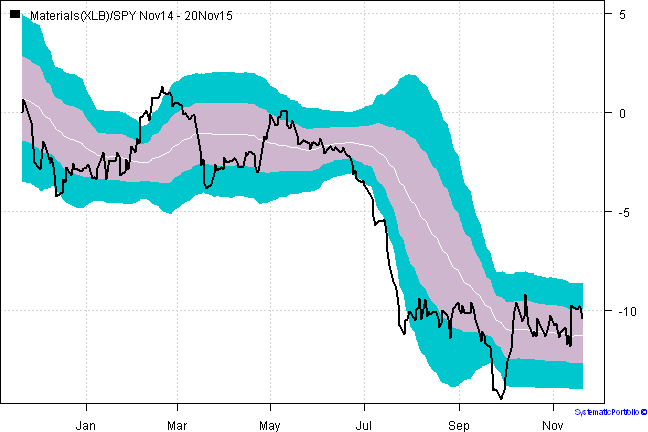 Materials(XLB)/SPY Nov14 - 20Nov15
5
0
-5
-10
Jan Mar May Jul Sep Nov
SystematicPortfolio ©